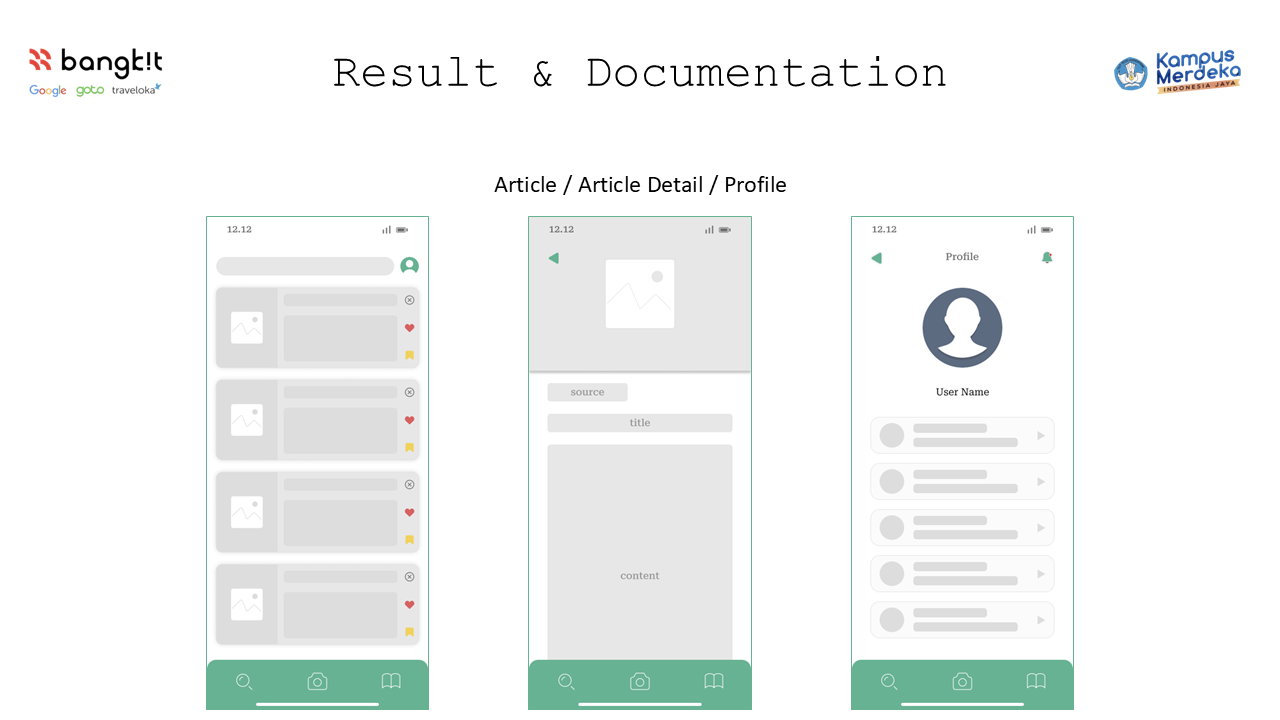 bangk!t
Google goto traveloka
Result & Documentation
Kampus
Merdeka
INDONESIA JAYA
Article / Article Detail / Profile
12.12
12.12
source
title
content
12.12
Profile
User Name